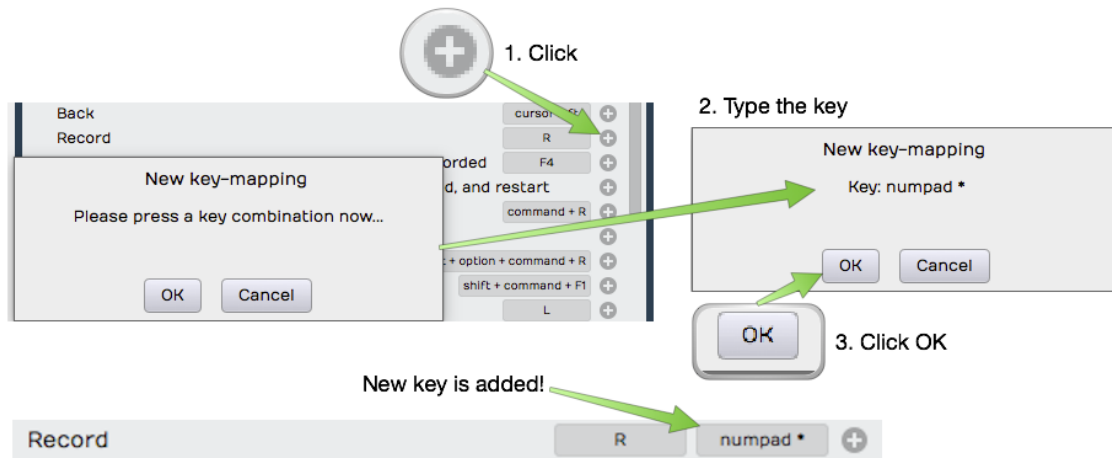 1. Click
Back
Record R
orded F4
d, and restart
command + R
+ option + command + R
shift + command + F1
L
New key-mapping
Please press a key combination now...
OK Cancel
2. Type the key
New key-mapping
Key: numpad *
OK Cancel
OK
3. Click OK
New key is added!
Record R numpad *